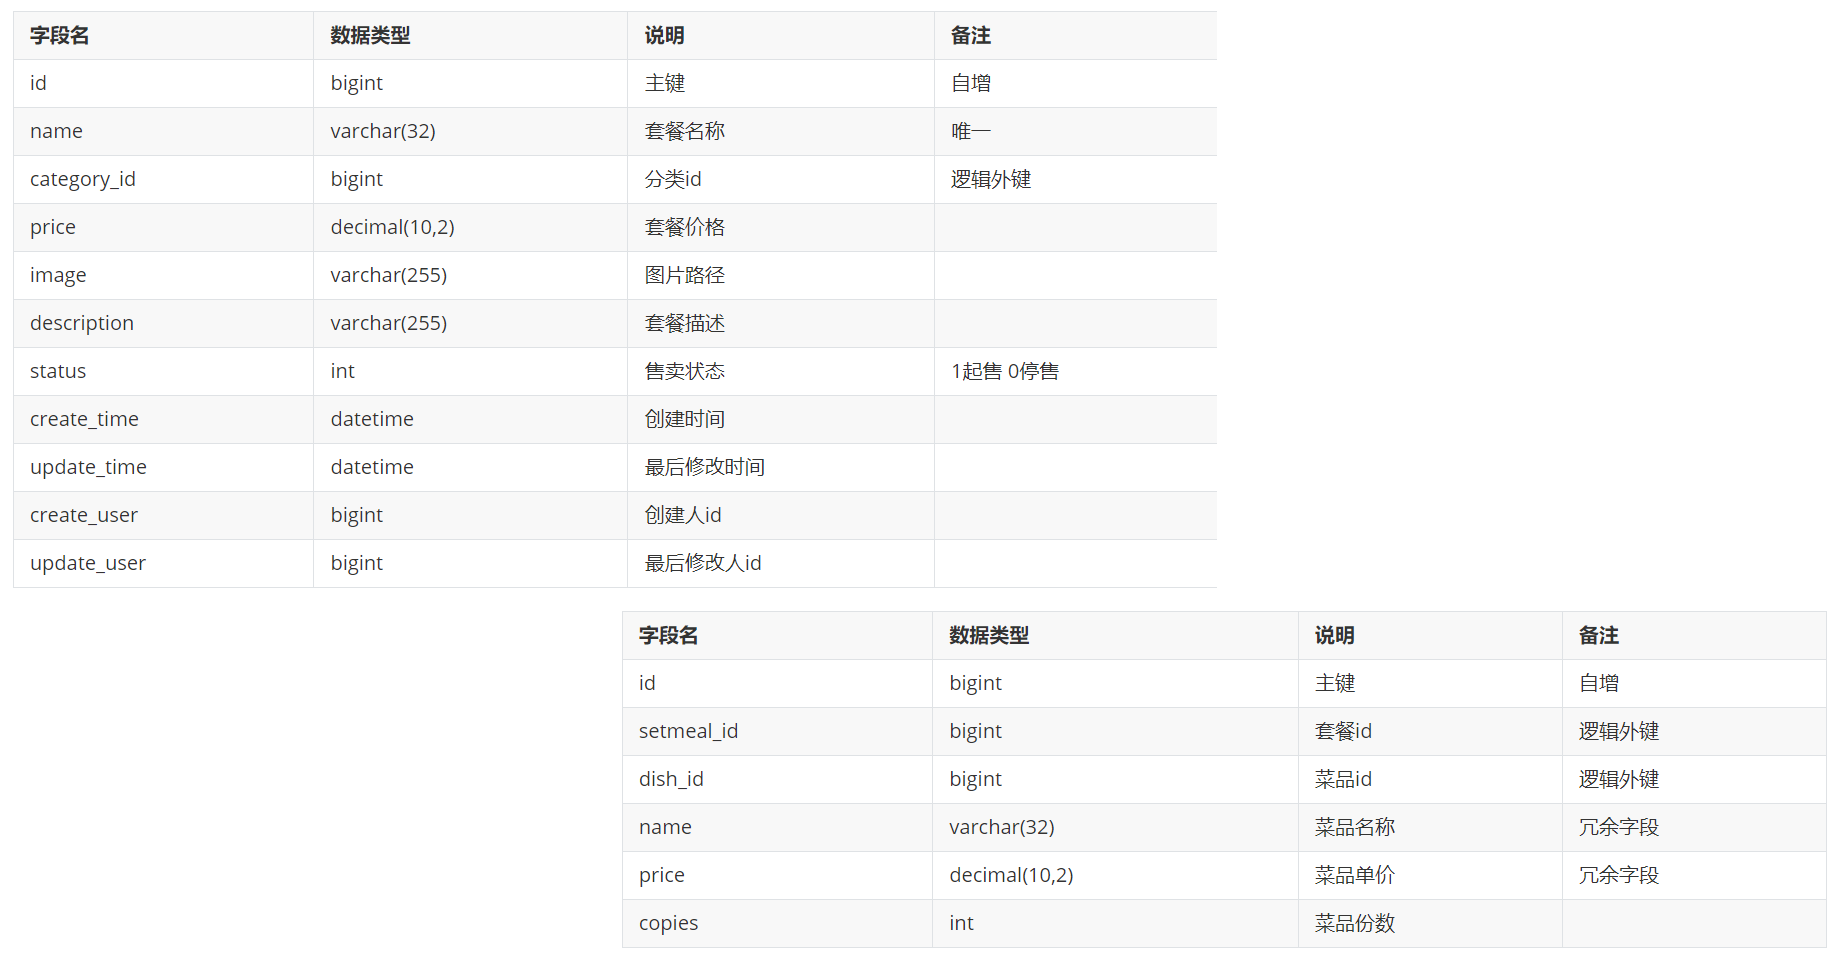 字段名 数据类型 说明 备注
id bigint 主键 自增
name varchar(32) 套餐名称 唯一
category_id bigint 分类id 逻辑外键
price decimal(10,2) 套餐价格
image varchar(255) 图片路径
description varchar(255) 套餐描述
status int 售卖状态 1起售 0停售
create_time datetime 创建时间
update_time datetime 最后修改时间
create_user bigint 创建人id
update_user bigint 最后修改人id
字段名 数据类型 说明 备注
id bigint 主键 自增
setmeal_id bigint 套餐id 逻辑外键
dish_id bigint 菜品id 逻辑外键
name varchar(32) 菜品名称 冗余字段
price decimal(10,2) 菜品单价 冗余字段
copies int 菜品份数